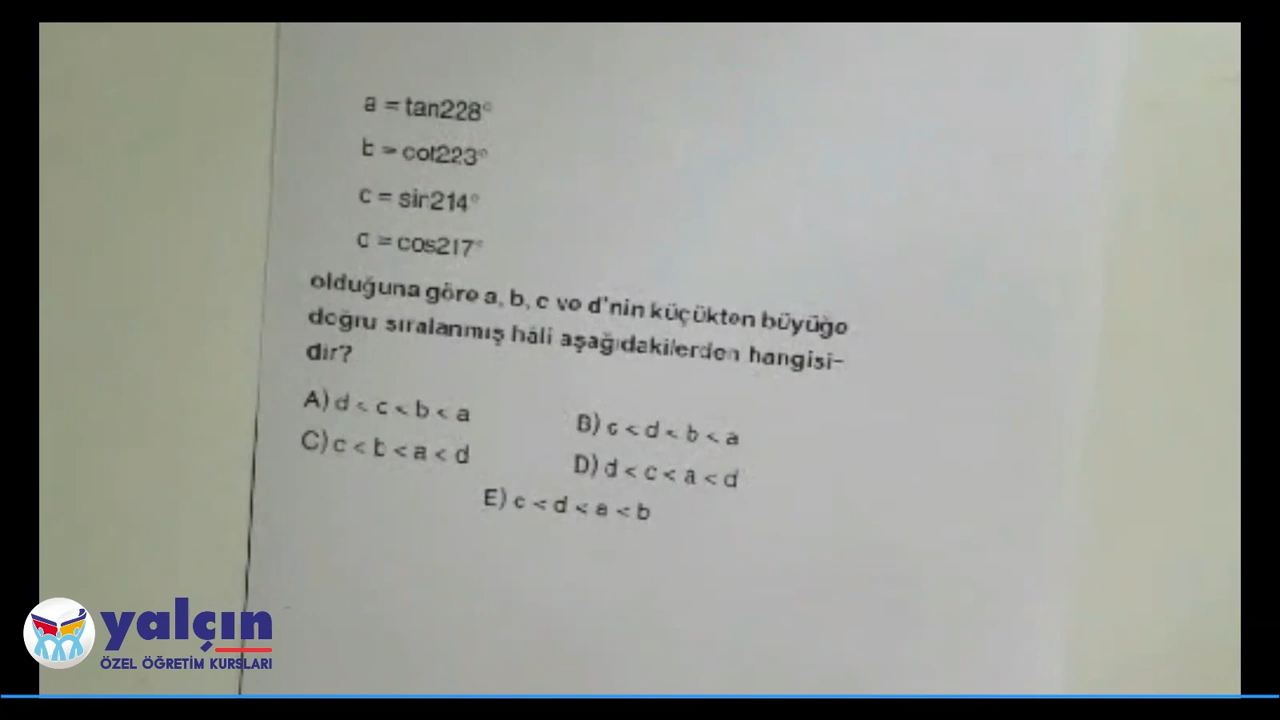 a = tan228°
b = cot223°
c = sin214°
d = cos217°
olduğuna göre a, b, c ve d'nin küçükten büyüğe
doğru sıralanmış hâli aşağıdakilerden hangisi-
dir?
A) d < c < b < a
B) c < d < b < a
C) c < b < a < d
D) d < c < a < d
E) c < d < a < b
yalçın
ÖZEL ÖĞRETİM KURSLARI